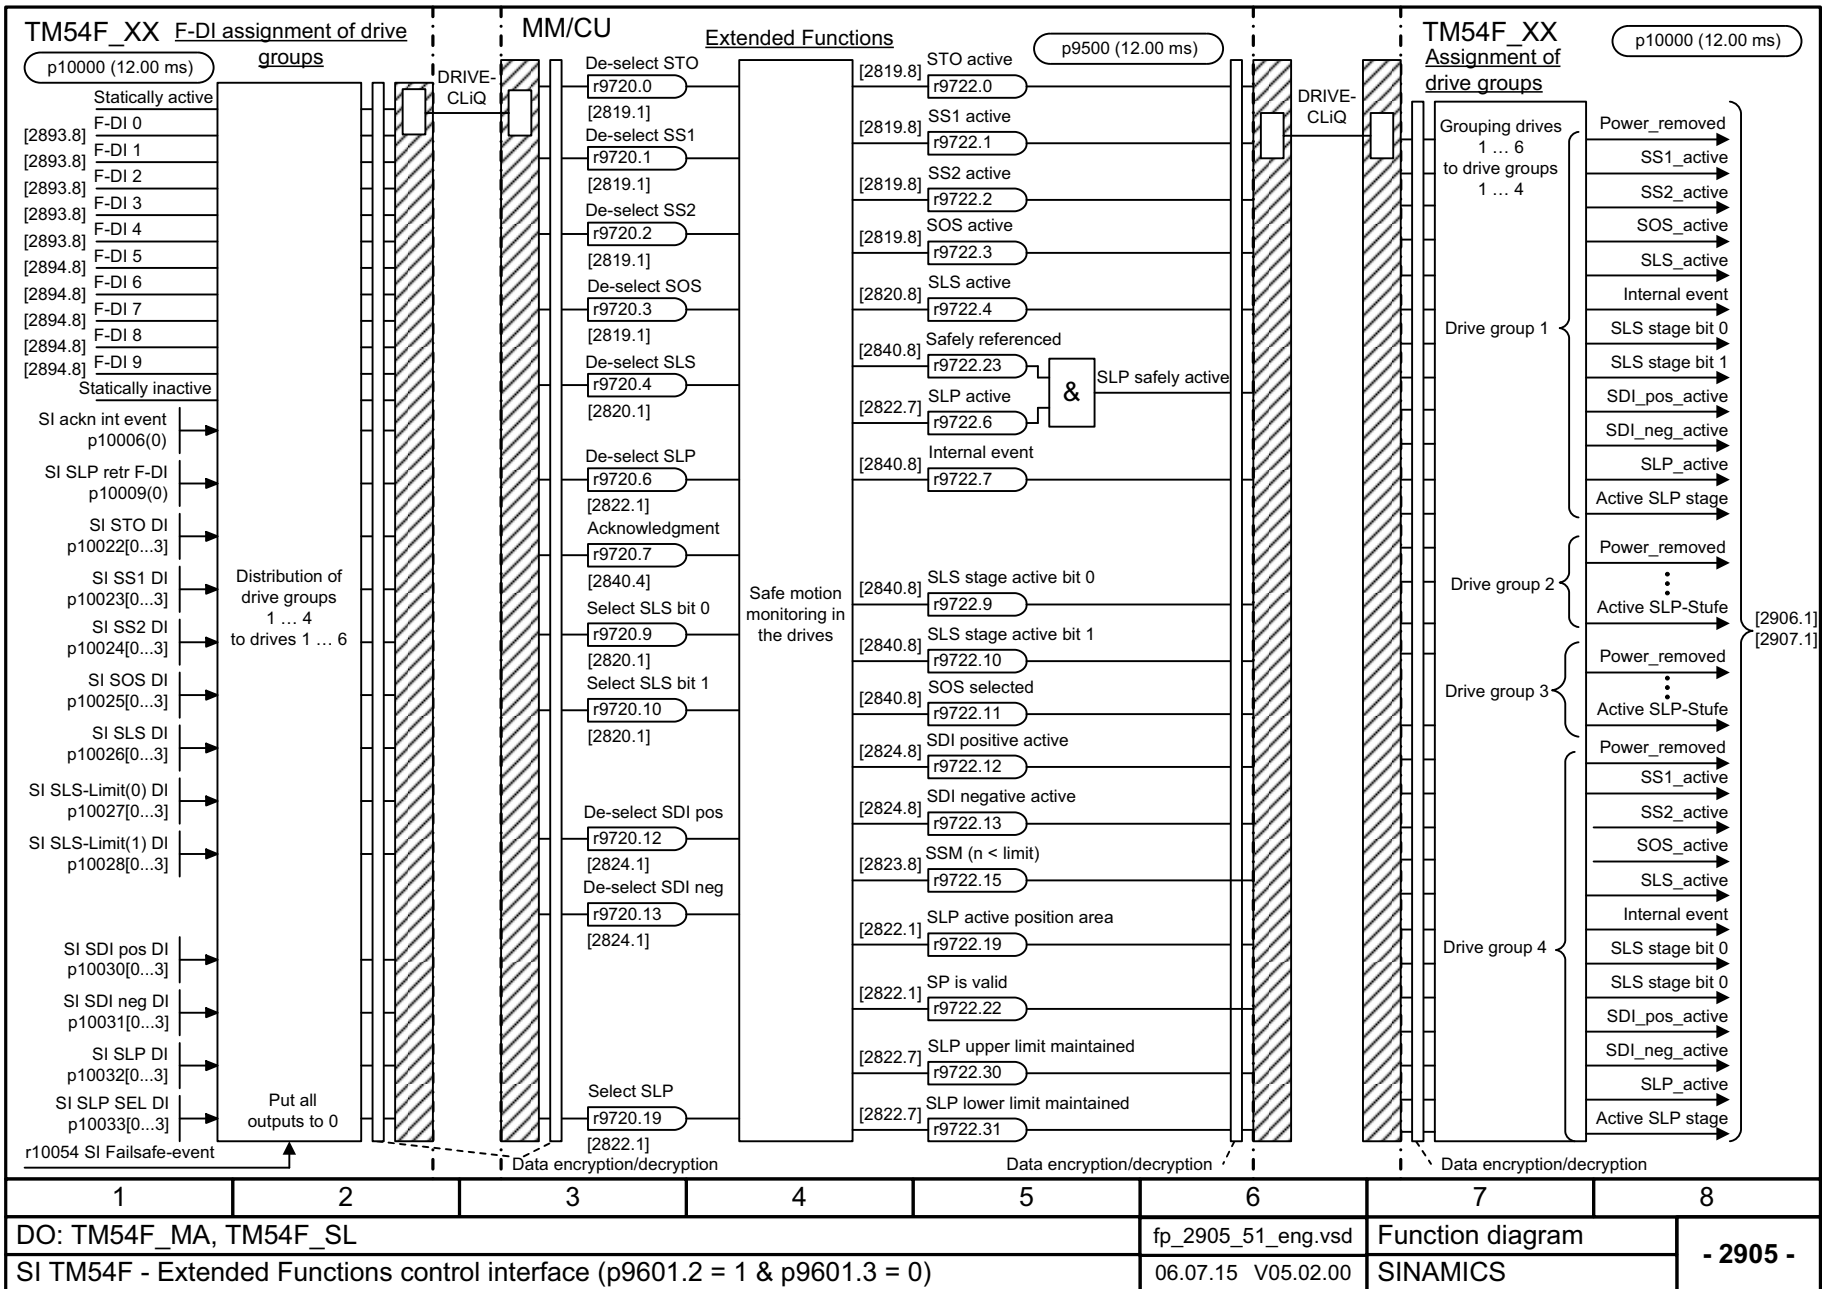 TM54F_XX
F-DI assignment of drive
groups
p10000 (12.00 ms)
Statically active
F-DI 0
[2893.8]
F-DI 1
[2893.8]
F-DI 2
[2893.8]
F-DI 3
[2893.8]
F-DI 4
[2893.8]
F-DI 5
[2894.8]
F-DI 6
[2894.8]
F-DI 7
[2894.8]
F-DI 8
[2894.8]
F-DI 9
[2894.8]
Statically inactive
SI ackn int event
p10006(0)
SI SLP retr F-DI
p10009(0)
SI STO DI
p10022[0...3]
SI SS1 DI
p10023[0...3]
SI SS2 DI
p10024[0...3]
SI SOS DI
p10025[0...3]
SI SLS DI
p10026[0...3]
SI SLS-Limit(0) DI
p10027[0...3]
SI SLS-Limit(1) DI
p10028[0...3]
SI SDI pos DI
p10030[0...3]
SI SDI neg DI
p10031[0...3]
SI SLP DI
p10032[0...3]
SI SLP SEL DI
p10033[0...3]
r10054 SI Failsafe-event
Distribution of
drive groups
1 … 4
to drives 1 … 6
Put all
outputs to 0
DRIVE-
CLiQ
MM/CU
Extended Functions
p9500 (12.00 ms)
De-select STO
r9720.0
[2819.1]
De-select SS1
r9720.1
[2819.1]
De-select SS2
r9720.2
[2819.1]
De-select SOS
r9720.3
[2819.1]
De-select SLS
r9720.4
[2820.1]
De-select SLP
r9720.6
[2822.1]
Acknowledgment
r9720.7
[2840.4]
Select SLS bit 0
r9720.9
[2820.1]
Select SLS bit 1
r9720.10
[2820.1]
De-select SDI pos
r9720.12
[2824.1]
De-select SDI neg
r9720.13
[2824.1]
Select SLP
r9720.19
[2822.1]
Data encryption/decryption
Safe motion
monitoring in
the drives
STO active
[2819.8]
r9722.0
SS1 active
[2819.8]
r9722.1
SS2 active
[2819.8]
r9722.2
SOS active
[2819.8]
r9722.3
SLS active
[2820.8]
r9722.4
Safely referenced
[2840.8]
r9722.23
SLP active
[2822.7]
r9722.6
&
SLP safely active
Internal event
[2840.8]
r9722.7
SLS stage active bit 0
[2840.8]
r9722.9
SLS stage active bit 1
[2840.8]
r9722.10
SOS selected
[2840.8]
r9722.11
SDI positive active
[2824.8]
r9722.12
SDI negative active
[2824.8]
r9722.13
SSM (n < limit)
[2823.8]
r9722.15
SLP active position area
[2822.1]
r9722.19
SP is valid
[2822.1]
r9722.22
SLP upper limit maintained
[2822.7]
r9722.30
SLP lower limit maintained
[2822.7]
r9722.31
Data encryption/decryption
DRIVE-
CLiQ
TM54F_XX
Assignment of
drive groups
p10000 (12.00 ms)
Grouping drives
1 … 6
to drive groups
1 … 4
Drive group 1
Power_removed
SS1_active
SS2_active
SOS_active
SLS_active
Internal event
SLS stage bit 0
SLS stage bit 1
SDI_pos_active
SDI_neg_active
SLP_active
Active SLP stage
Drive group 2
Power_removed
Active SLP-Stufe
Drive group 3
Power_removed
Active SLP-Stufe
Drive group 4
Power_removed
SS1_active
SS2_active
SOS_active
SLS_active
Internal event
SLS stage bit 0
SLS stage bit 0
SDI_pos_active
SDI_neg_active
SLP_active
Active SLP stage
[2906.1]
[2907.1]
Data encryption/decryption
1 2 3 4 5 6 7 8
DO: TM54F_MA, TM54F_SL
fp_2905_51_eng.vsd
Function diagram
- 2905 -
SI TM54F - Extended Functions control interface (p9601.2 = 1 & p9601.3 = 0)
06.07.15 V05.02.00
SINAMICS